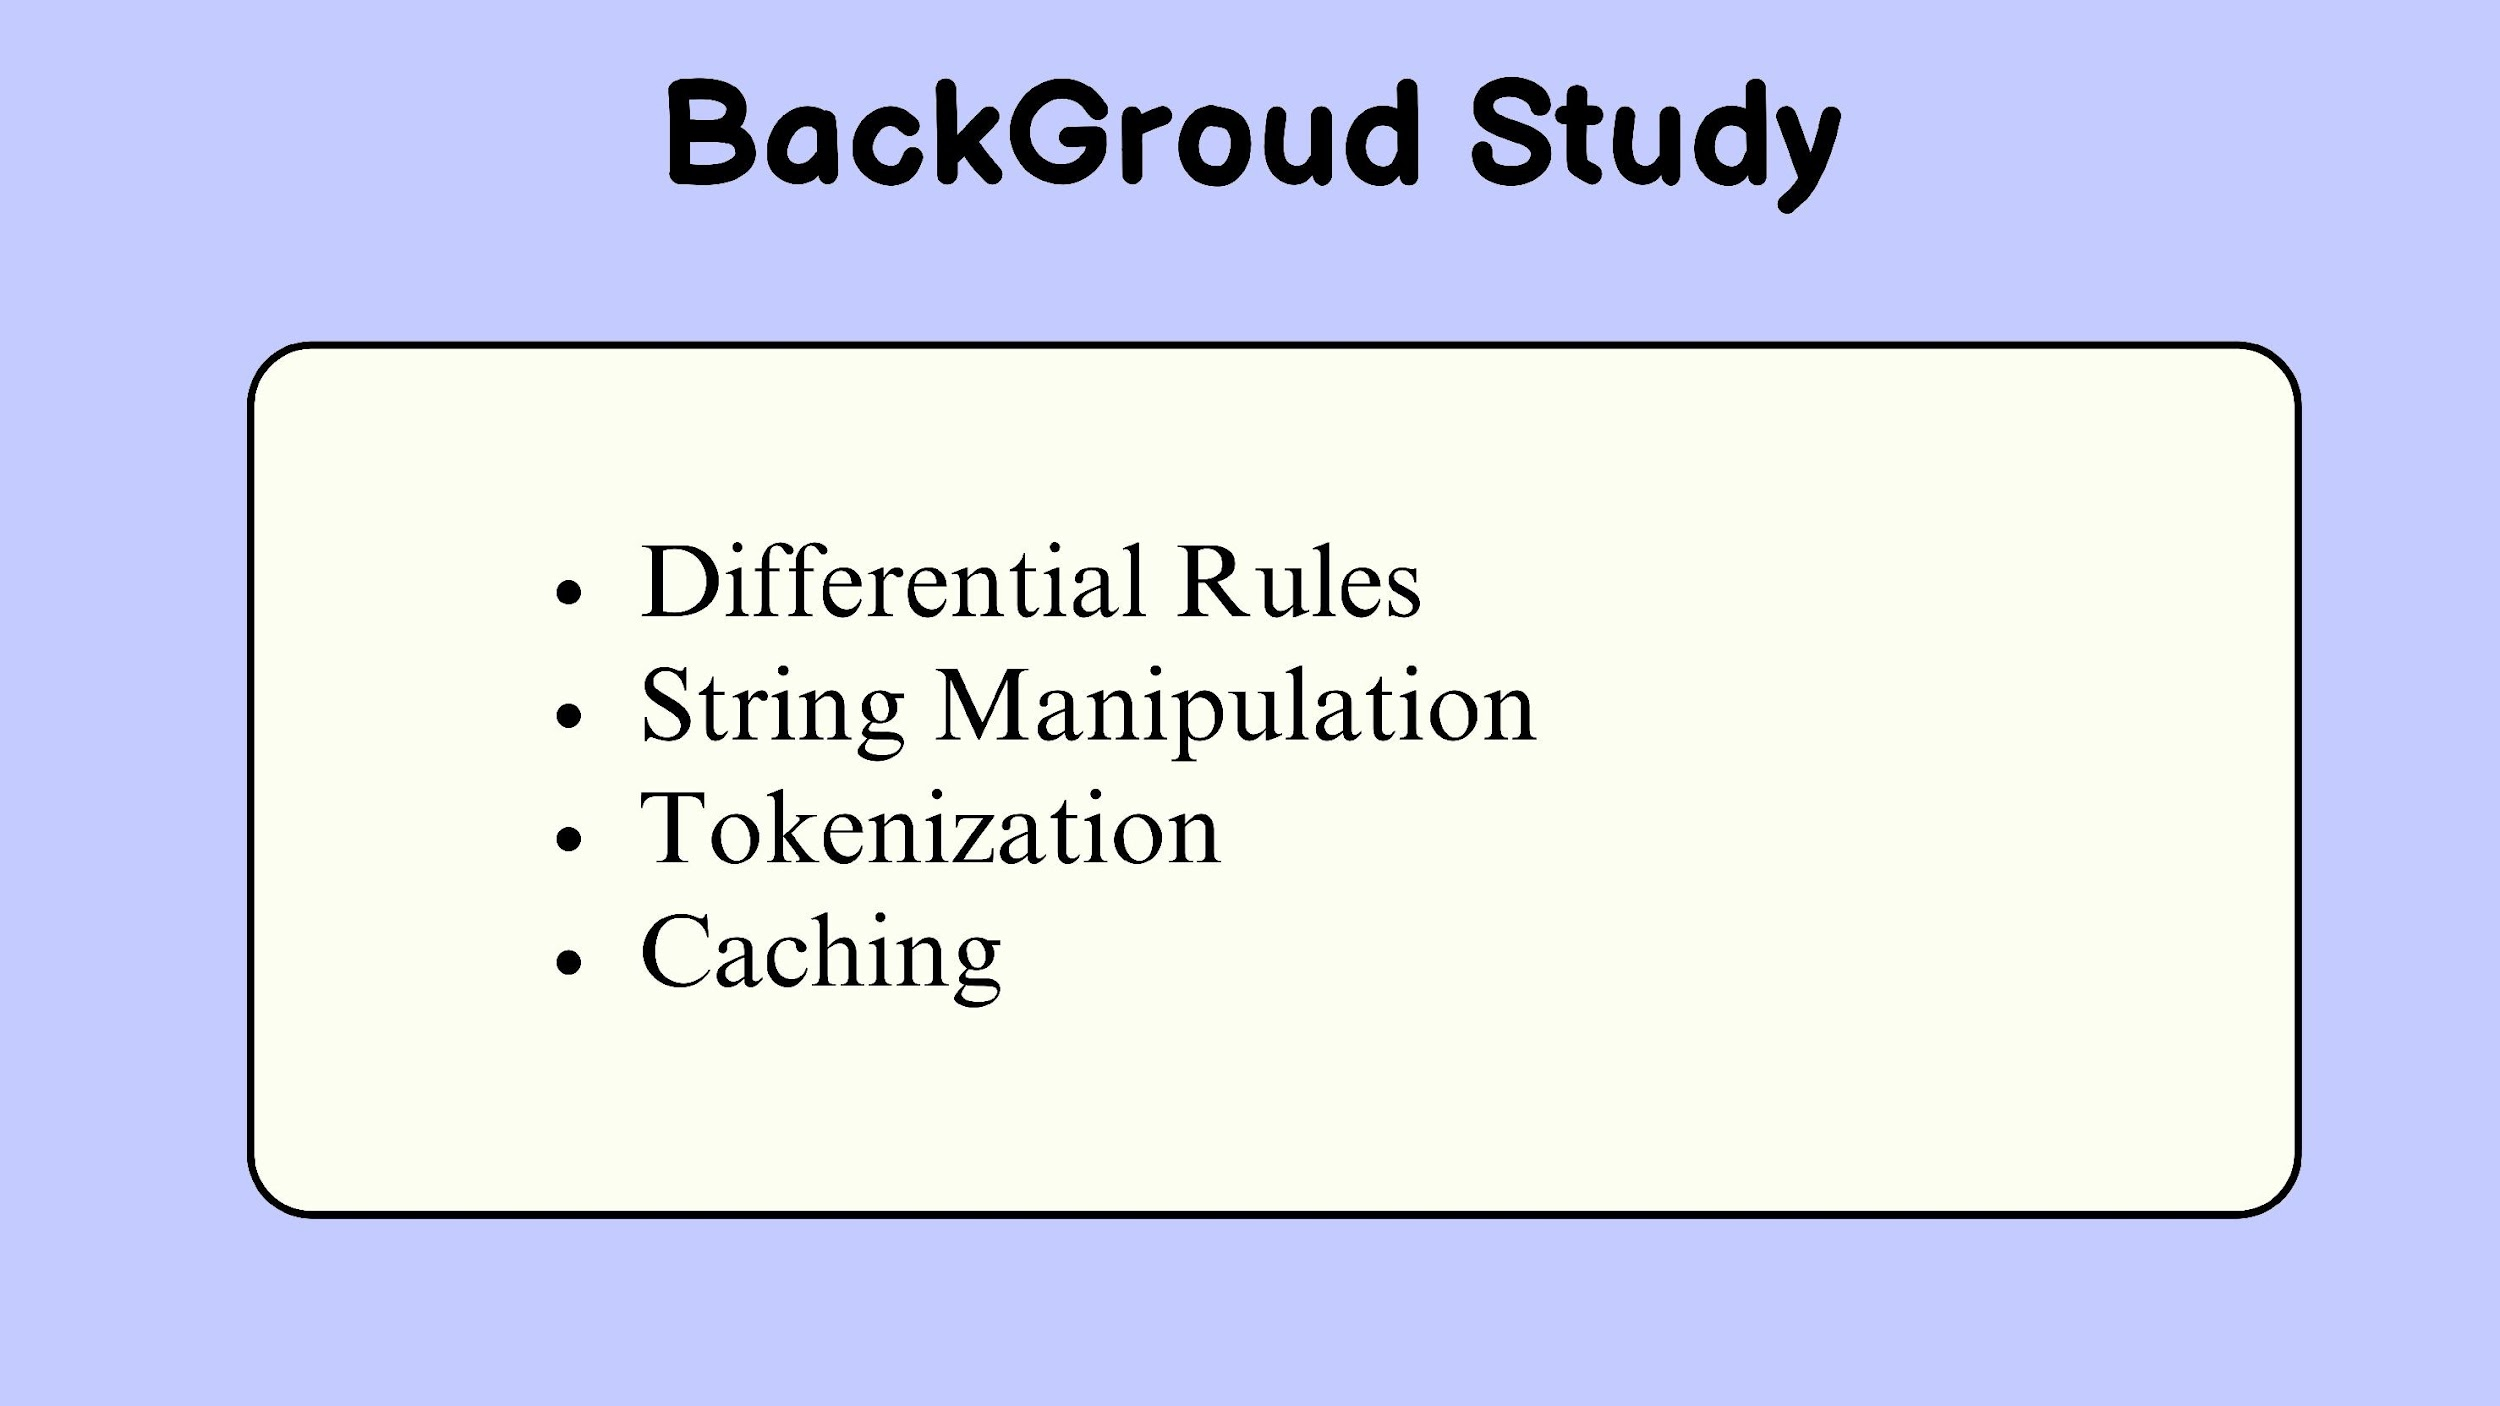 BackGroud Study
• Differential Rules
• String Manipulation
• Tokenization
• Caching